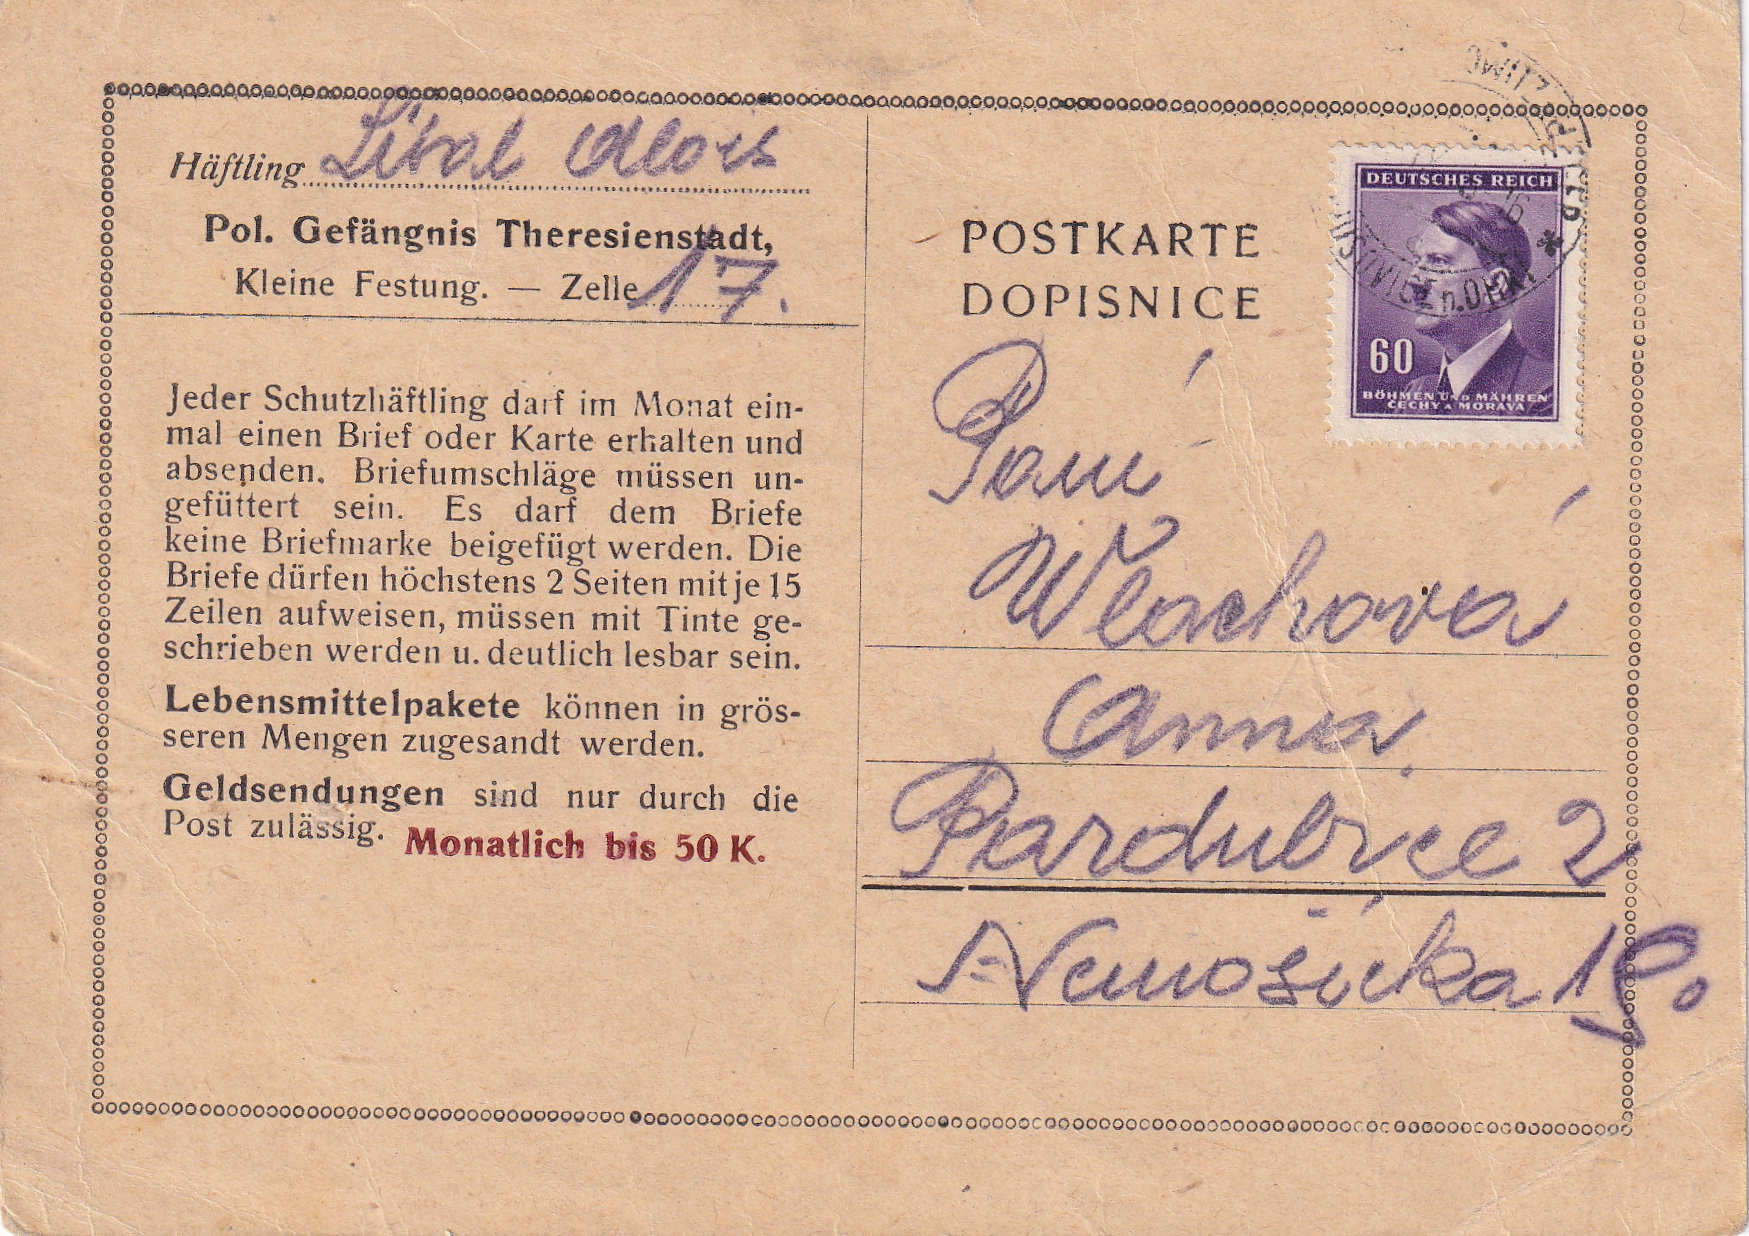 Häftling Líbal Alois
Pol. Gefängnis Theresienstadt,
Kleine Festung. — Zelle 17.
Jeder Schutzhäftling darf im Monat ein-
mal einen Brief oder Karte erhalten und
absenden. Briefumschläge müssen un-
gefüttert sein. Es darf dem Briefe
keine Briefmarke beigefügt werden. Die
Briefe dürfen höchstens 2 Seiten mit je 15
Zeilen aufweisen, müssen mit Tinte ge-
schrieben werden u. deutlich lesbar sein.
Lebensmittelpakete können in grös-
seren Mengen zugesandt werden.
Geldsendungen sind nur durch die
Post zulässig. Monatlich bis 50 K.
POSTKARTE
DOPISNICE
DEUTSCHES REICH
60
BÖHMEN UND MÄHREN
ČECHY A MORAVA
Paní
Wlachová
Anna.
Pardubice 2
Nemošická